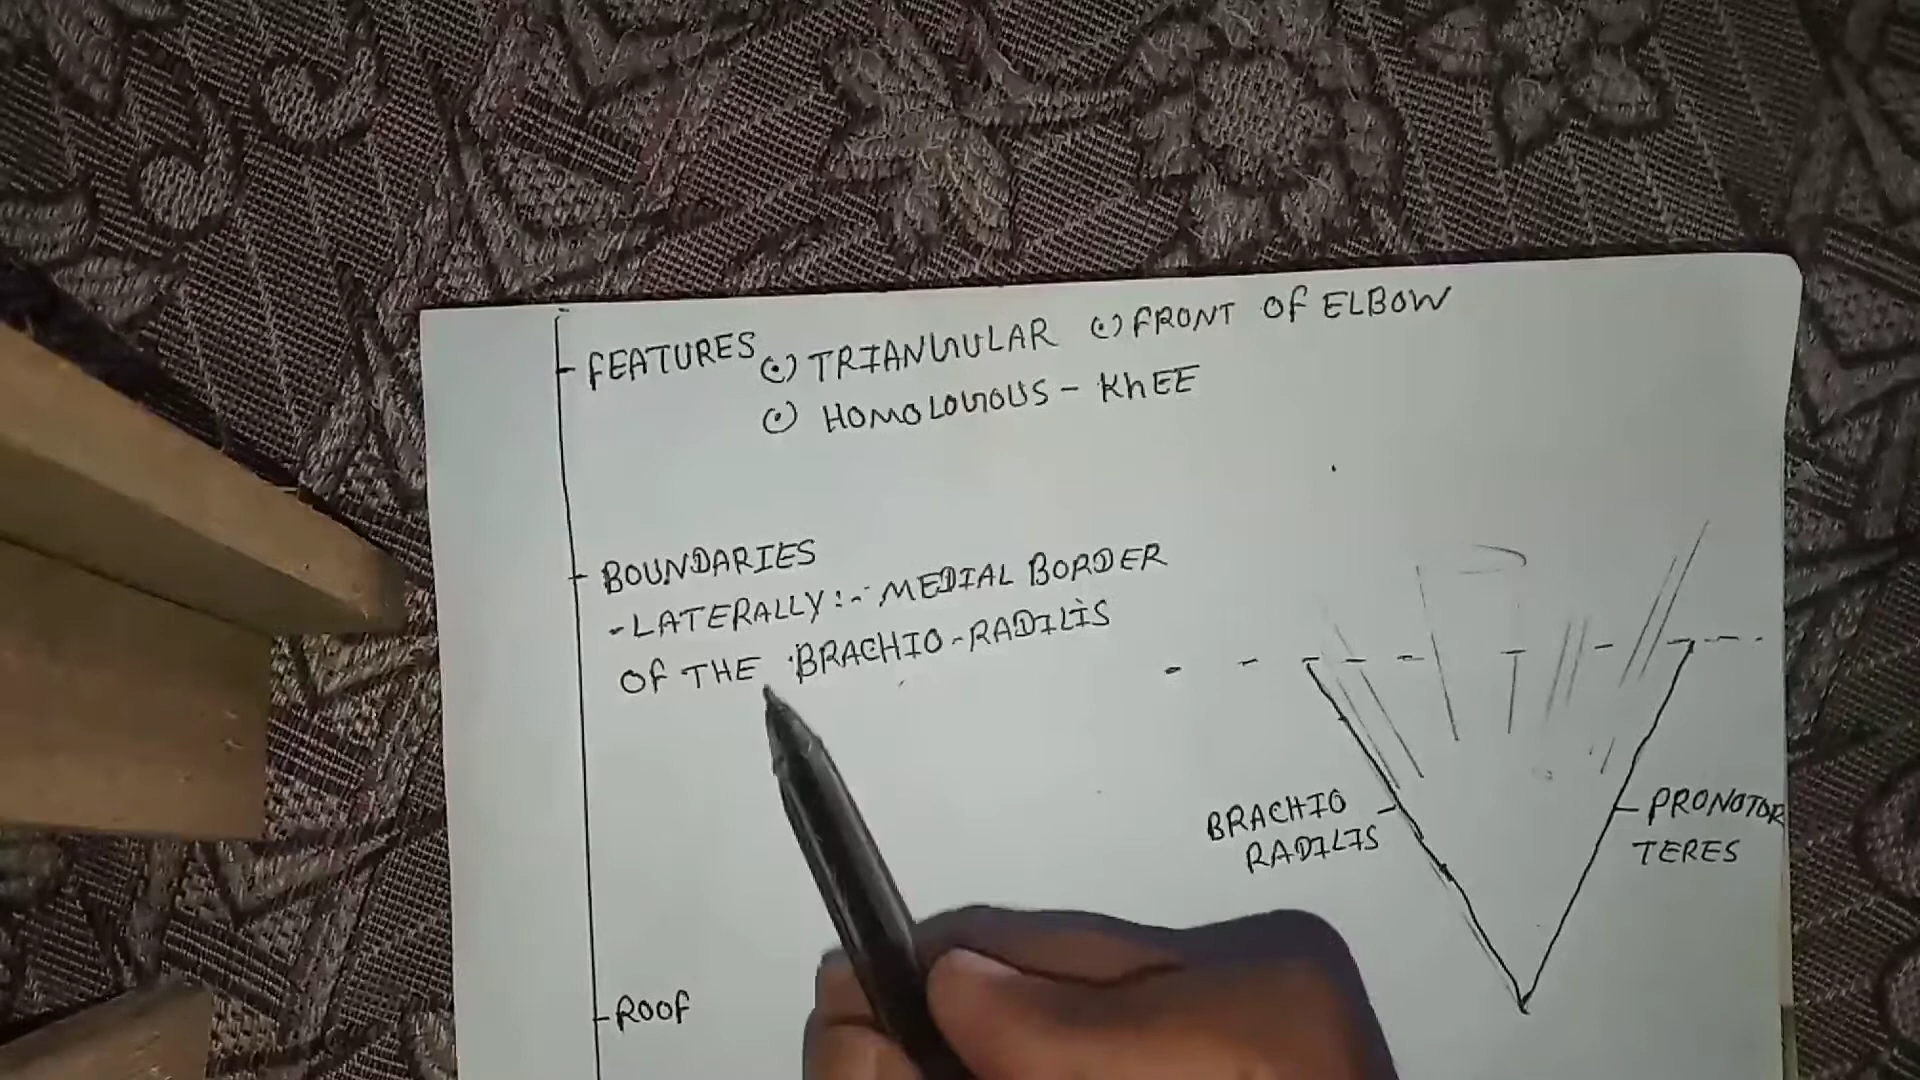 FEATURES (•) TRIANGULAR (•) FRONT OF ELBOW
(•) HOMOLOGOUS - KhEE
BOUNDARIES
- LATERALLY :- MEDIAL BORDER
OF THE BRACHIO-RADILIS
BRACHIO
RADILIS
PRONOTOR
TERES
ROOF